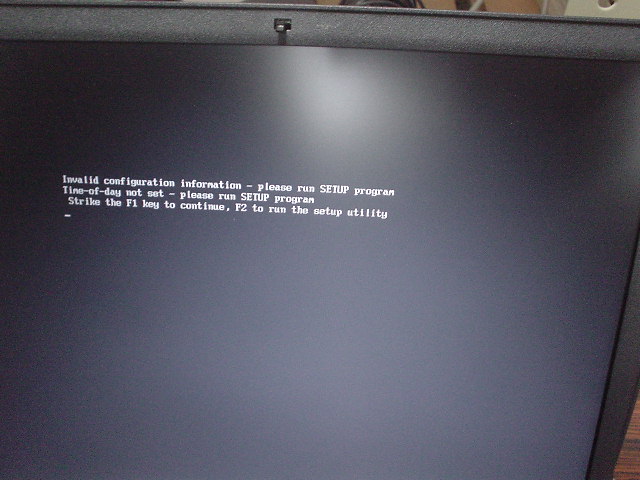 Invalid configuration information - please run SETUP program
Time-of-day not set - please run SETUP program
Strike the F1 key to continue, F2 to run the setup utility